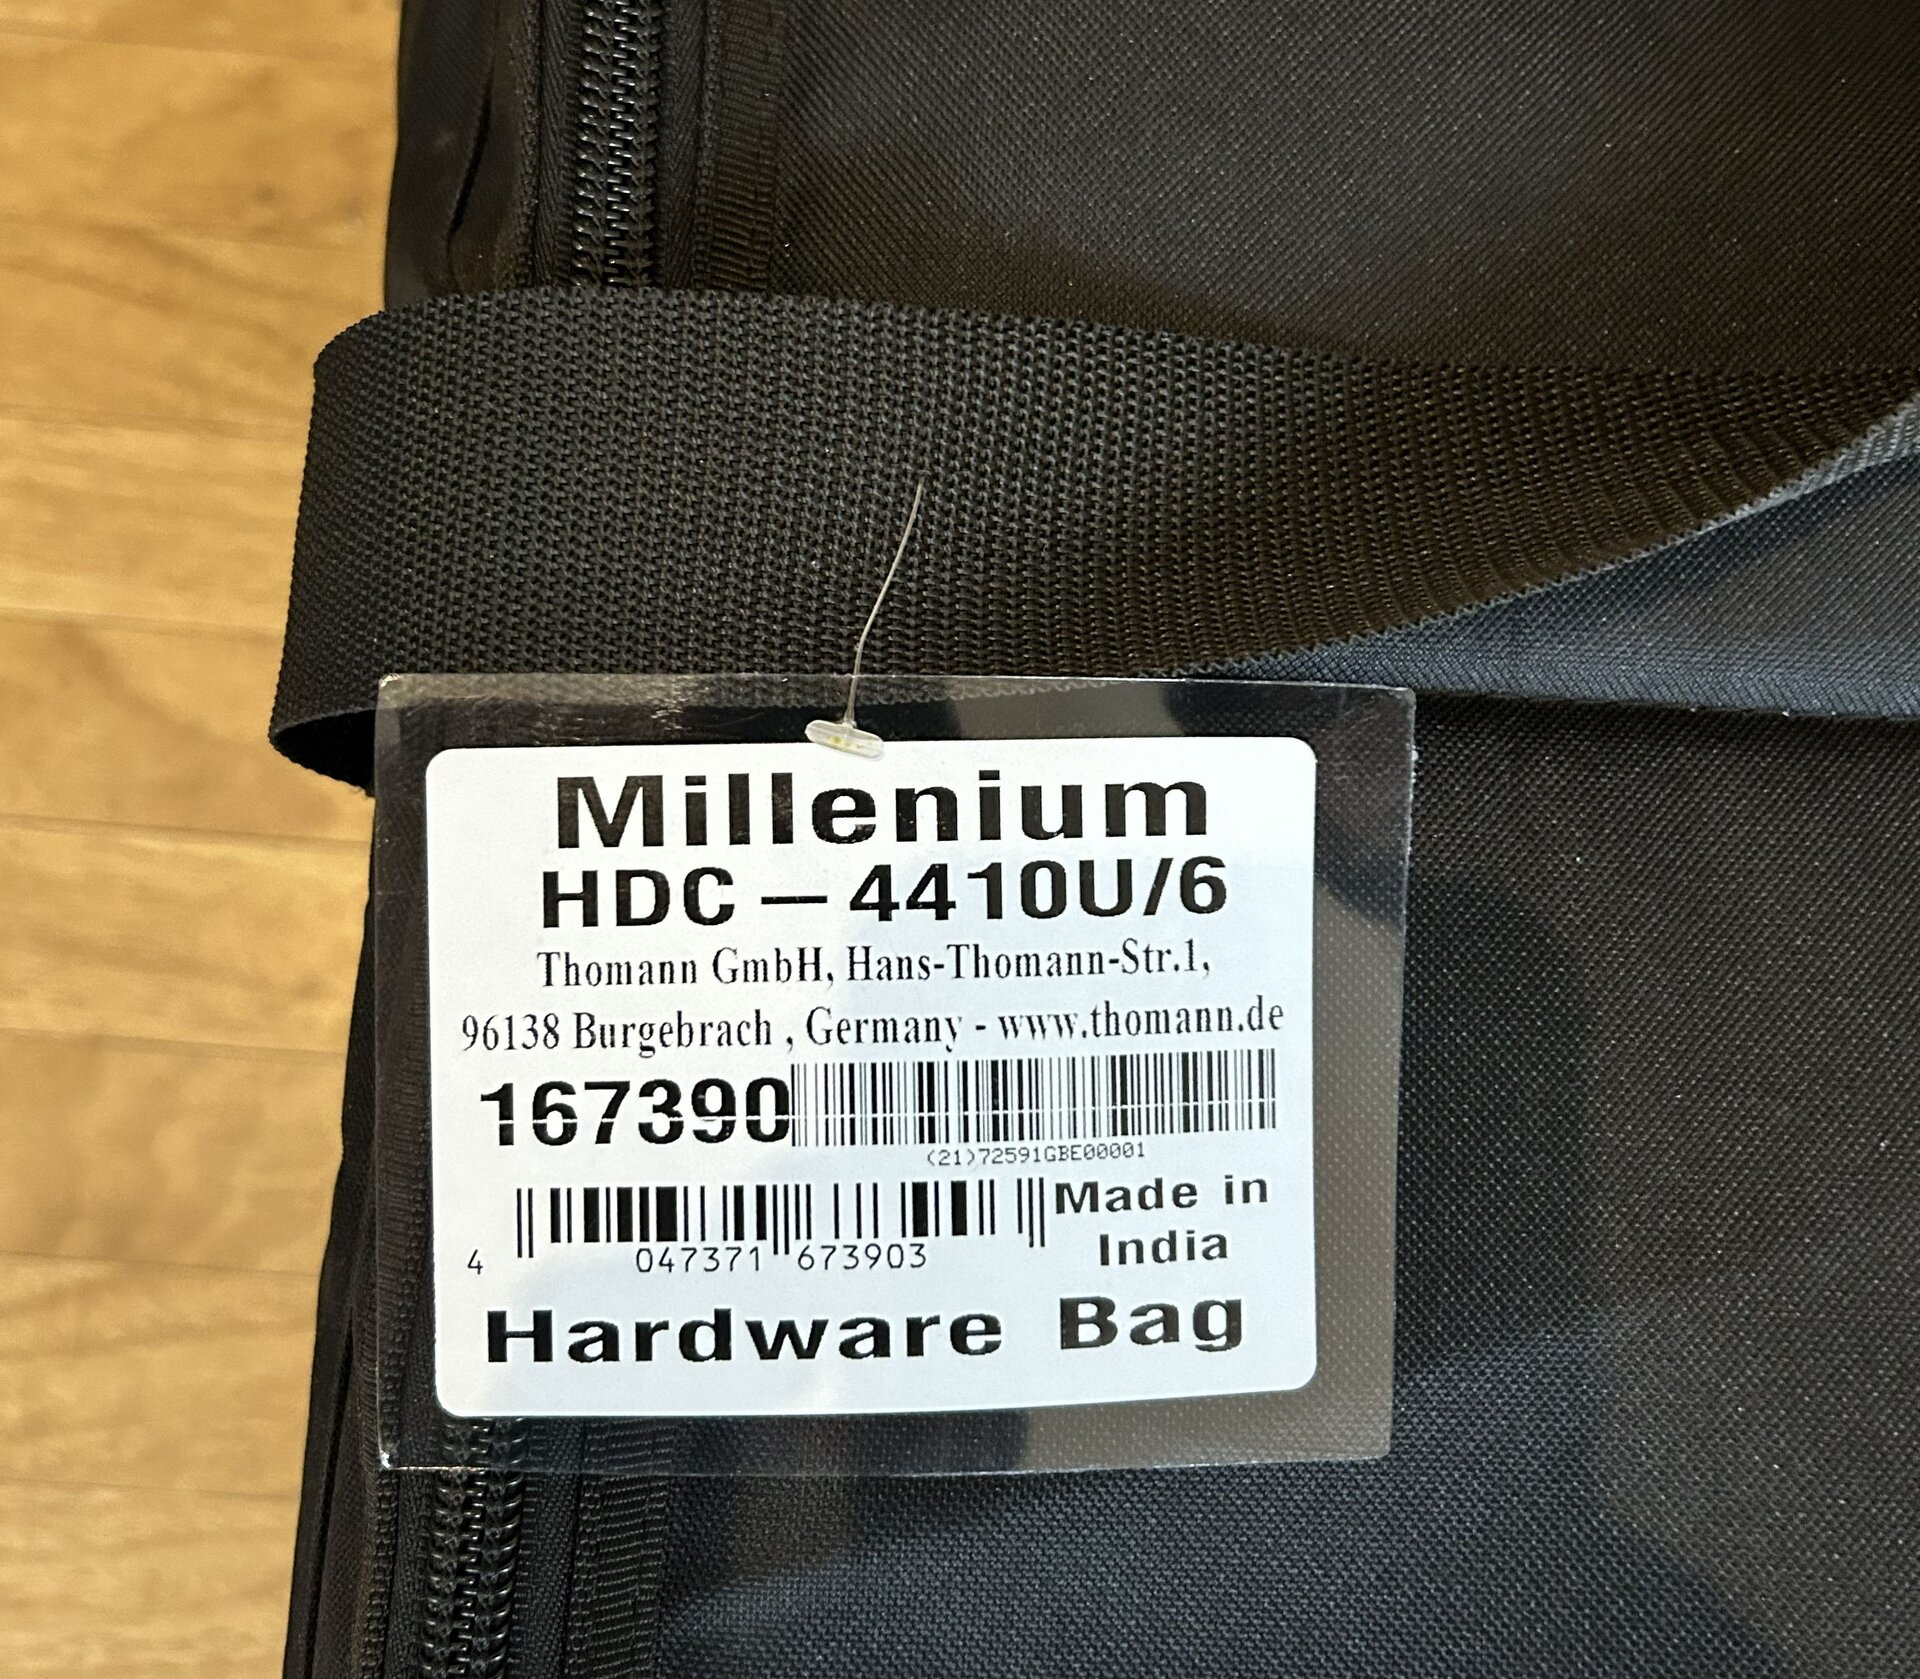 Millenium
HDC – 4410U/6
Thomann GmbH, Hans-Thomann-Str.1,
96138 Burgebrach , Germany - www.thomann.de
167390
(21)72591GBE00001
4 047371 673903
Made in
India
Hardware Bag